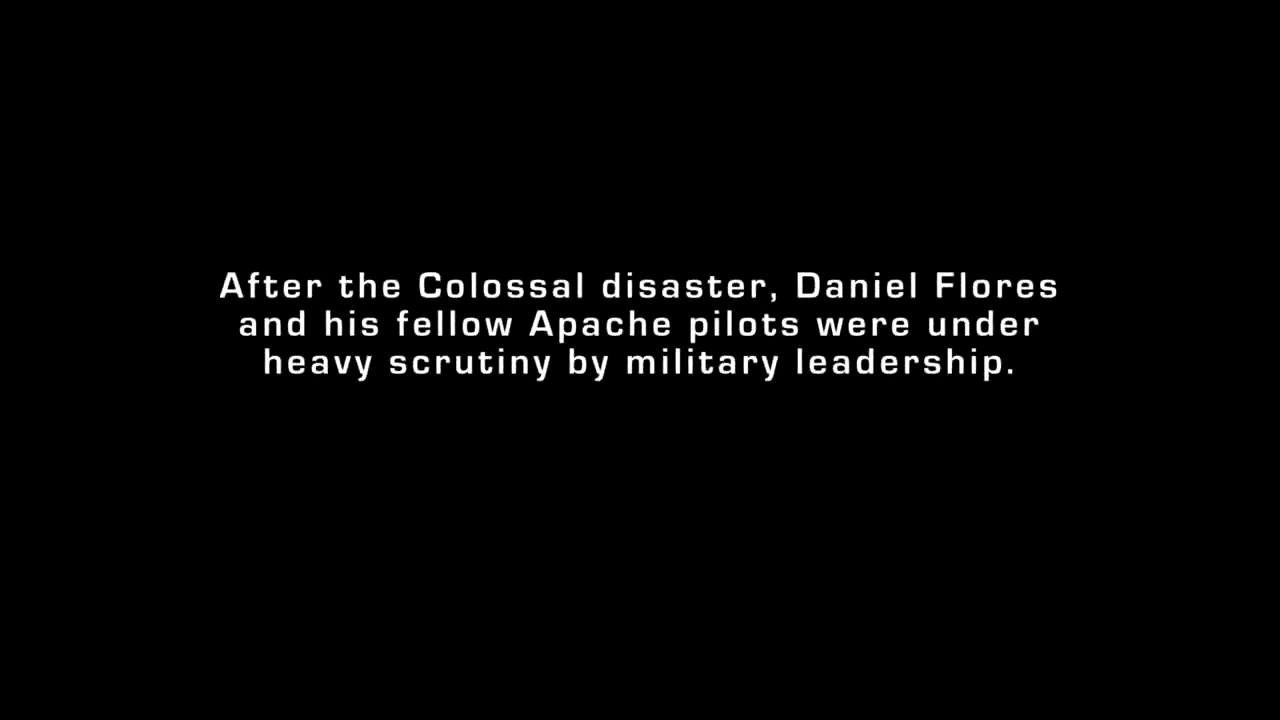 After the Colossal disaster, Daniel Flores
and his fellow Apache pilots were under
heavy scrutiny by military leadership.